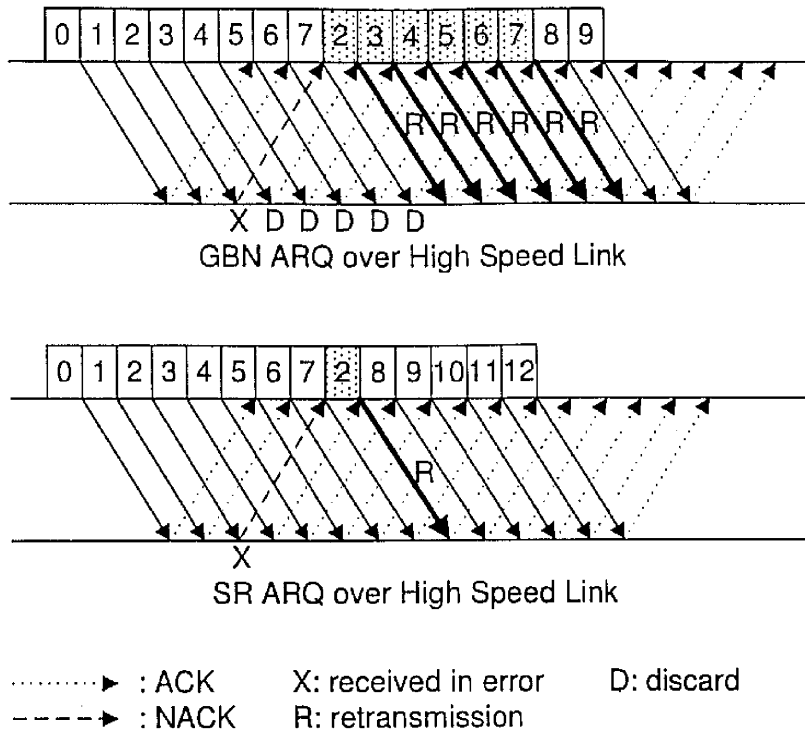 0 1 2 3 4 5 6 7 2 3 4 5 6 7 8 9
R R R R R R
X D D D D D
GBN ARQ over High Speed Link
0 1 2 3 4 5 6 7 2 8 9 10 11 12
R
X
SR ARQ over High Speed Link
: ACK X: received in error D: discard
: NACK R: retransmission